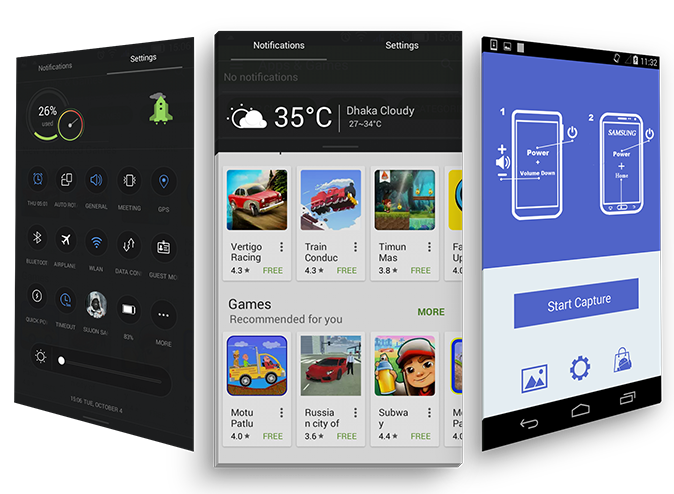 Notifications
Settings
26%
used
THU 05:01
AUTO ROT
GENERAL
MEETING
GPS
BLUETOOT
AIRPLANE
WLAN
DATA CON
GUEST MO
QUICK PO
TIMEOUT
SUJON SA
83%
MORE
15:06 TUE, OCTOBER 4
Notifications
Settings
No notifications
35°C
Dhaka Cloudy
27~34°C
Vertigo
Racing
4.3 ★ FREE
Train
Conduc
4.3 ★ FREE
Timun
Mas
3.8 ★ FREE
Fa
Up
4.0
Games
MORE
Recommended for you
Motu
Patlu
4.0 ★ FREE
Russia
n city of
3.6 ★ FREE
Subwa
y
4.4 ★ FREE
Mo
Pa
4.
11:32
1
Power
+
Volume Down
+
−
2
SAMSUNG
Power
+
Home
Start Capture